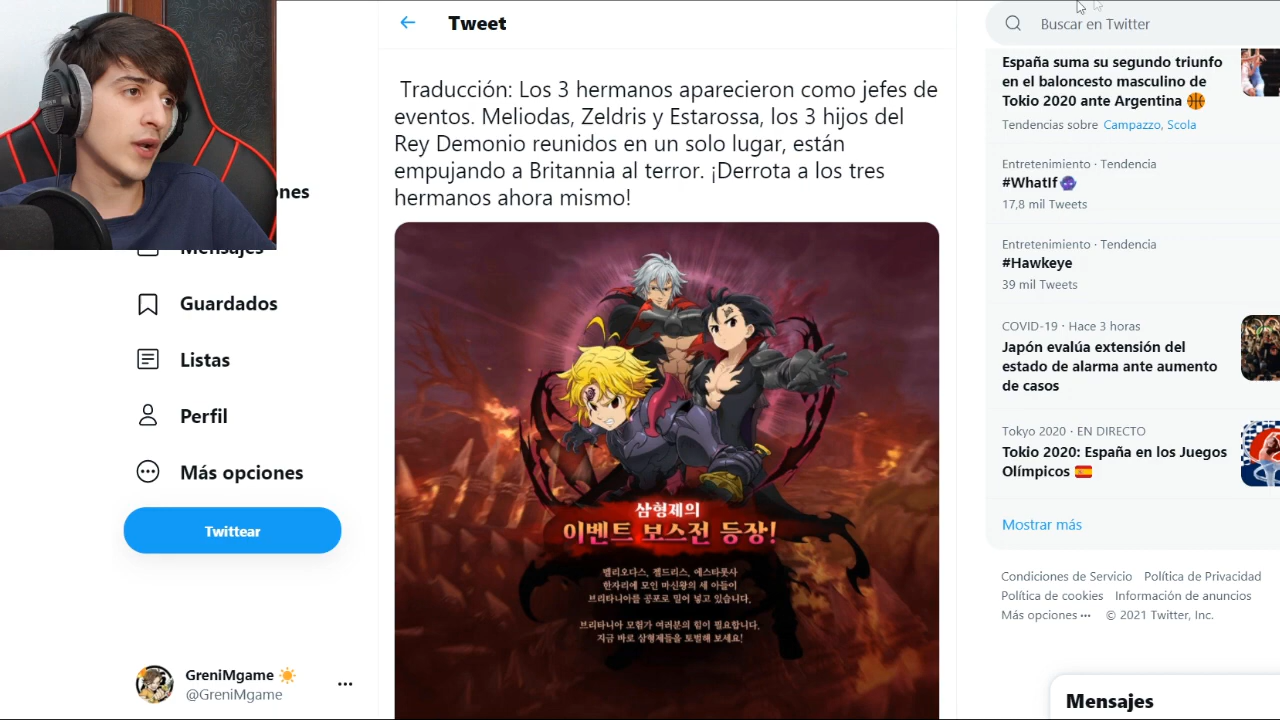 Tweet
Traducción: Los 3 hermanos aparecieron como jefes de
eventos. Meliodas, Zeldris y Estarossa, los 3 hijos del
Rey Demonio reunidos en un solo lugar, están
empujando a Britannia al terror. ¡Derrota a los tres
hermanos ahora mismo!
삼형제의
이벤트 보스전 등장!
멜리오다스, 젤드리스, 에스타롯사
한자리에 모인 마신왕의 세 아들이
브리타니아를 공포로 밀어 넣고 있습니다.
브리타니아 모험가 여러분의 힘이 필요합니다.
지금 바로 삼형제들을 토벌해 보세요!
ones
Mensajes
Guardados
Listas
Perfil
Más opciones
Twittear
GreniMgame
@GreniMgame
Buscar en Twitter
España suma su segundo triunfo
en el baloncesto masculino de
Tokio 2020 ante Argentina
Tendencias sobre Campazzo, Scola
Entretenimiento · Tendencia
#WhatIf
17,8 mil Tweets
Entretenimiento · Tendencia
#Hawkeye
39 mil Tweets
COVID-19 · Hace 3 horas
Japón evalúa extensión del
estado de alarma ante aumento
de casos
Tokyo 2020 · EN DIRECTO
Tokio 2020: España en los Juegos
Olímpicos
Mostrar más
Condiciones de Servicio Política de Privacidad
Política de cookies Información de anuncios
Más opciones ··· © 2021 Twitter, Inc.
Mensajes